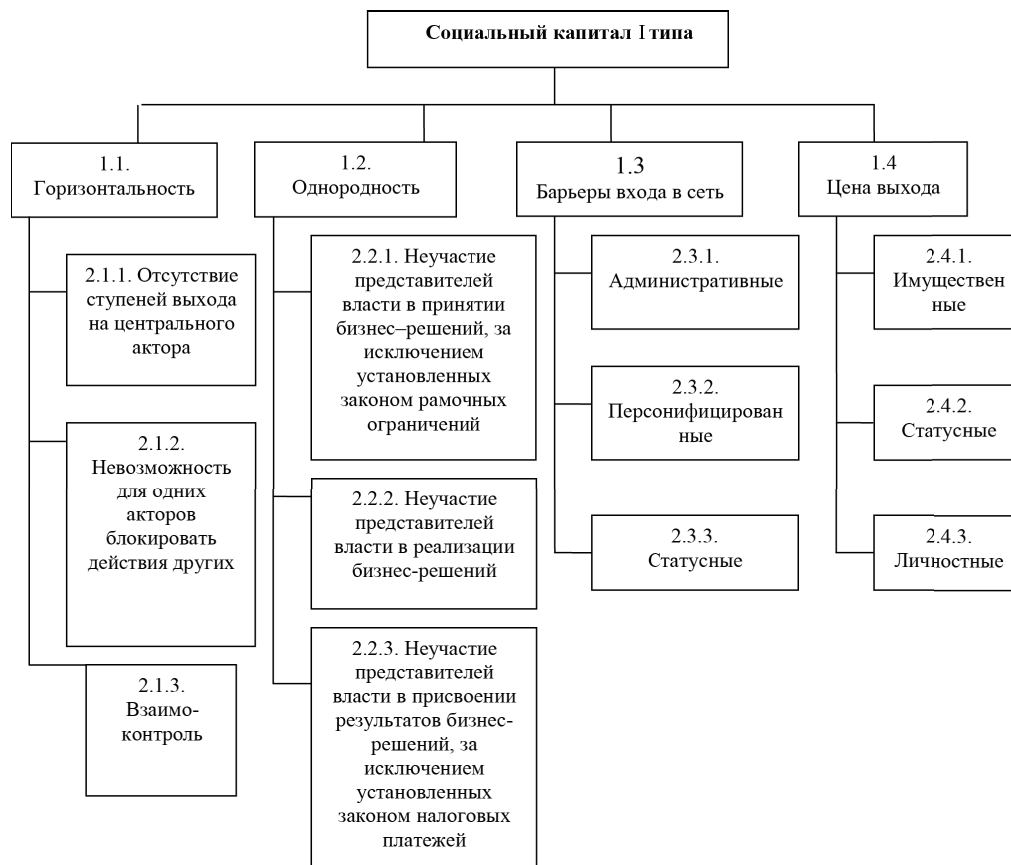 Социальный капитал I типа
1.1.
Горизонтальность
1.2.
Однородность
1.3
Барьеры входа в сеть
1.4
Цена выхода
2.1.1. Отсутствие
ступеней выхода
на центрального
актора
2.1.2.
Невозможность
для одних
акторов
блокировать
действия других
2.1.3.
Взаимо-
контроль
2.2.1. Неучастие
представителей
власти в принятии
бизнес–решений, за
исключением
установленных
законом рамочных
ограничений
2.2.2. Неучастие
представителей
власти в реализации
бизнес-решений
2.2.3. Неучастие
представителей
власти в присвоении
результатов бизнес-
решений, за
исключением
установленных
законом налоговых
платежей
2.3.1.
Административные
2.3.2.
Персонифицирован
ные
2.3.3.
Статусные
2.4.1.
Имуществен
ные
2.4.2.
Статусные
2.4.3.
Личностные